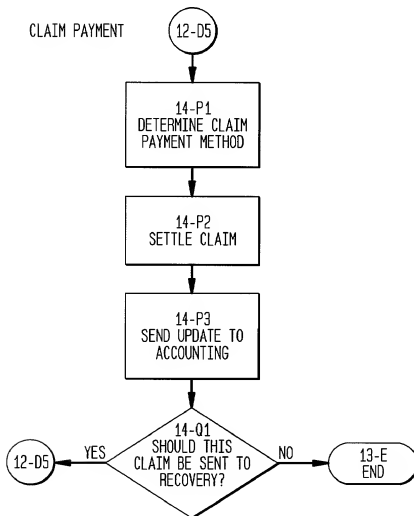 CLAIM PAYMENT
12-D5
14-P1
DETERMINE CLAIM
PAYMENT METHOD
14-P2
SETTLE CLAIM
14-P3
SEND UPDATE TO
ACCOUNTING
14-Q1
SHOULD THIS
CLAIM BE SENT TO
RECOVERY?
YES
12-D5
NO
13-E
END